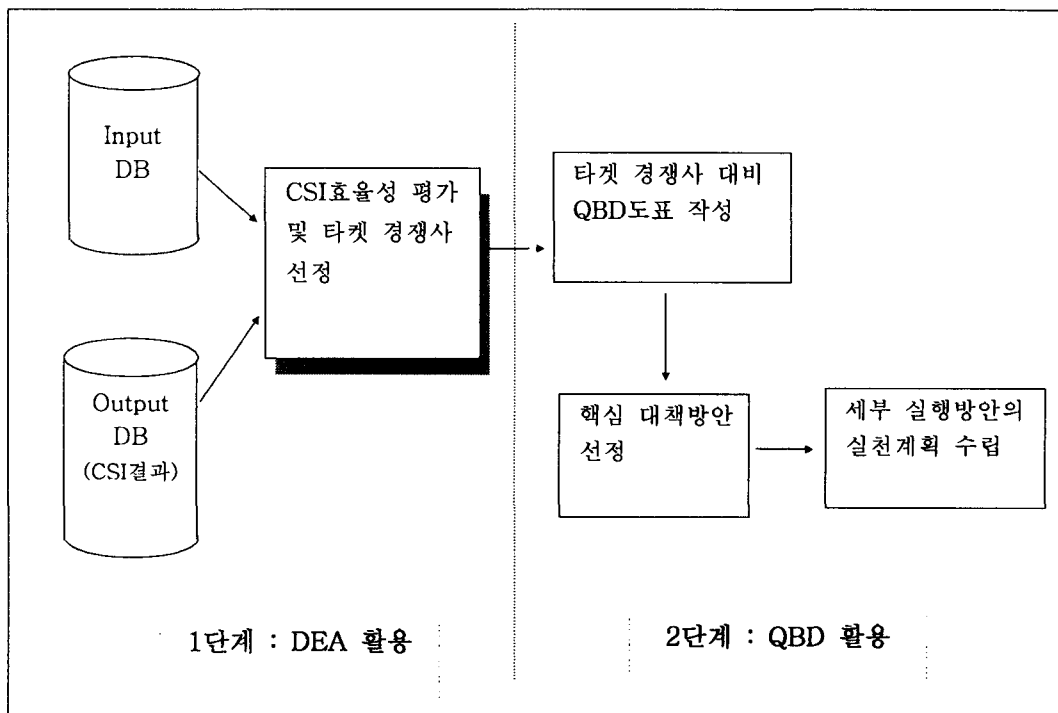 Input
DB
Output
DB
(CSI결과)
CSI효율성 평가
및 타켓 경쟁사
선정
타겟 경쟁사 대비
QBD도표 작성
핵심 대책방안
선정
세부 실행방안의
실천계획 수립
1단계 : DEA 활용
2단계 : QBD 활용